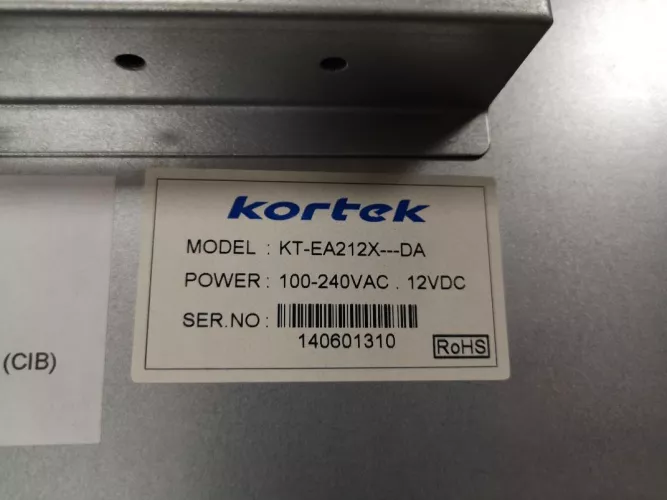 kortek
MODEL : KT-EA212X---DA
POWER : 100-240VAC . 12VDC
SER.NO :
140601310
RoHS
(CIB)